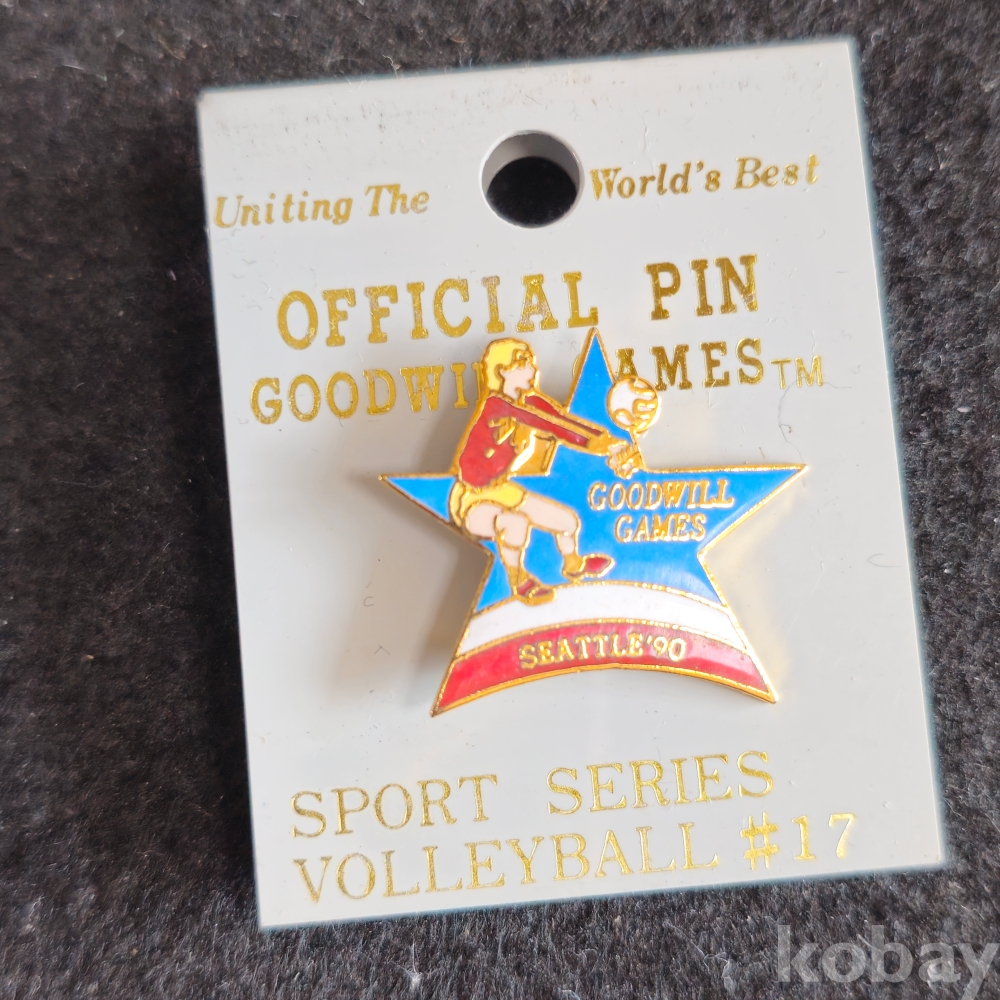 Uniting The World's Best
OFFICIAL PIN
GOODWI AMES TM
GOODWILL
GAMES
SEATTLE '90
SPORT SERIES
VOLLEYBALL #17
kobay